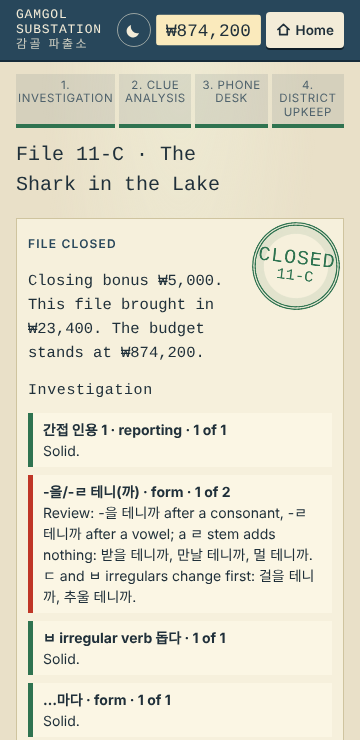 GAMGOL
SUBSTATION
감골 파출소
₩874,200
Home
1.
INVESTIGATION
2. CLUE
ANALYSIS
3. PHONE
DESK
4.
DISTRICT
UPKEEP
File 11-C · The
Shark in the Lake
FILE CLOSED
CLOSED
11-C
Closing bonus ₩5,000.
This file brought in
₩23,400. The budget
stands at ₩874,200.
Investigation
간접 인용 1 · reporting · 1 of 1
Solid.
-을/-ㄹ 테니(까) · form · 1 of 2
Review: -을 테니까 after a consonant, -ㄹ
테니까 after a vowel; a ㄹ stem adds
nothing: 받을 테니까, 만날 테니까, 멀 테니까.
ㄷ and ㅂ irregulars change first: 걸을 테니
까, 추울 테니까.
ㅂ irregular verb 돕다 · 1 of 1
Solid.
...마다 · form · 1 of 1
Solid.